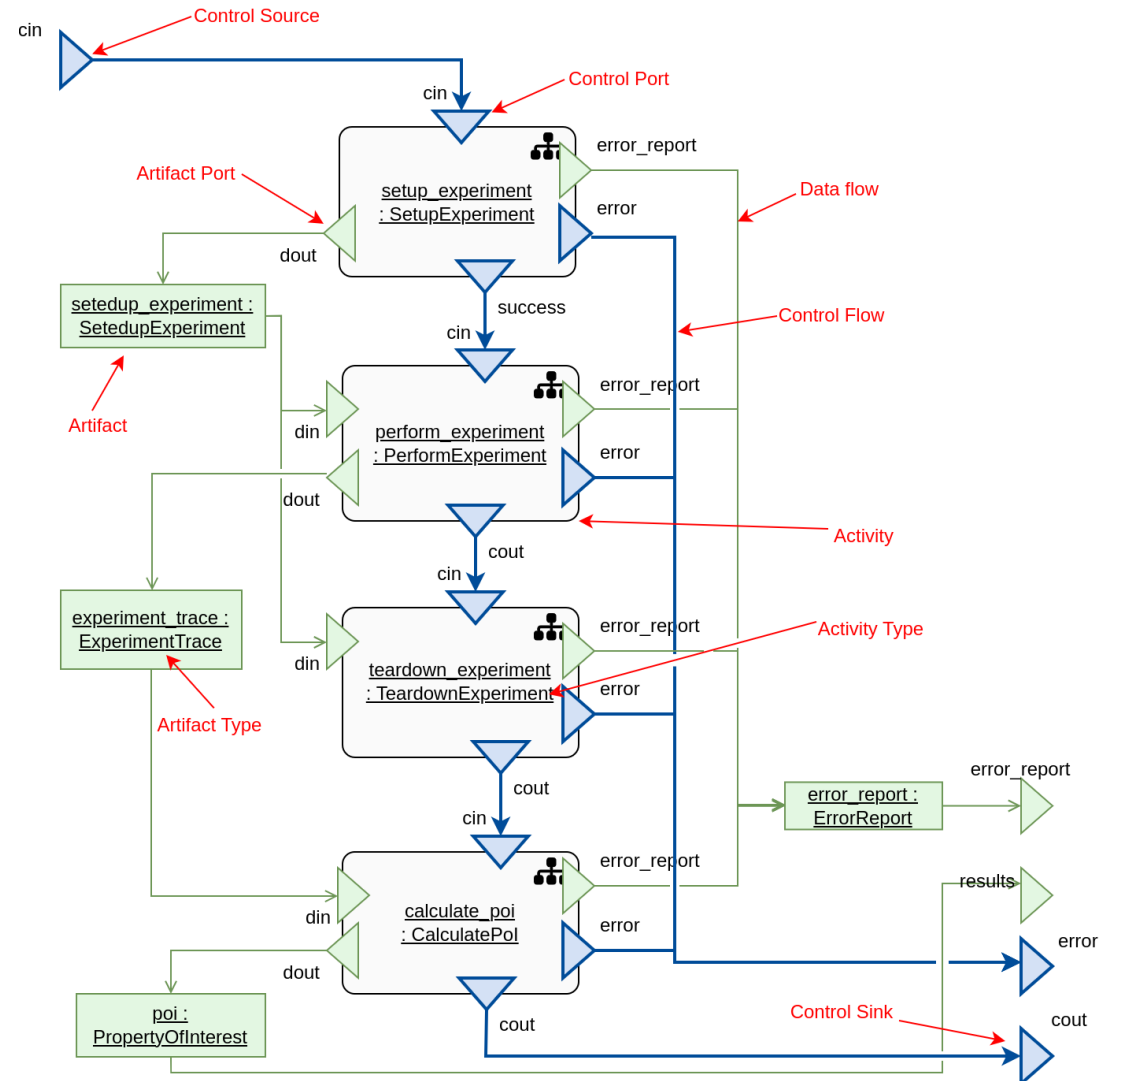 Control Source
cin
Control Port
cin
error_report
Artifact Port
Data flow
setup_experiment
: SetupExperiment
error
dout
setedup_experiment :
SetedupExperiment
success
Control Flow
cin
error_report
Artifact
din
perform_experiment
: PerformExperiment
error
dout
Activity
cout
cin
experiment_trace :
ExperimentTrace
error_report
Activity Type
din
teardown_experiment
: TeardownExperiment
error
Artifact Type
error_report
cout
error_report :
ErrorReport
cin
error_report
results
din
calculate_poi
: CalculatePoI
error
error
dout
poi :
PropertyOfInterest
cout
Control Sink
cout